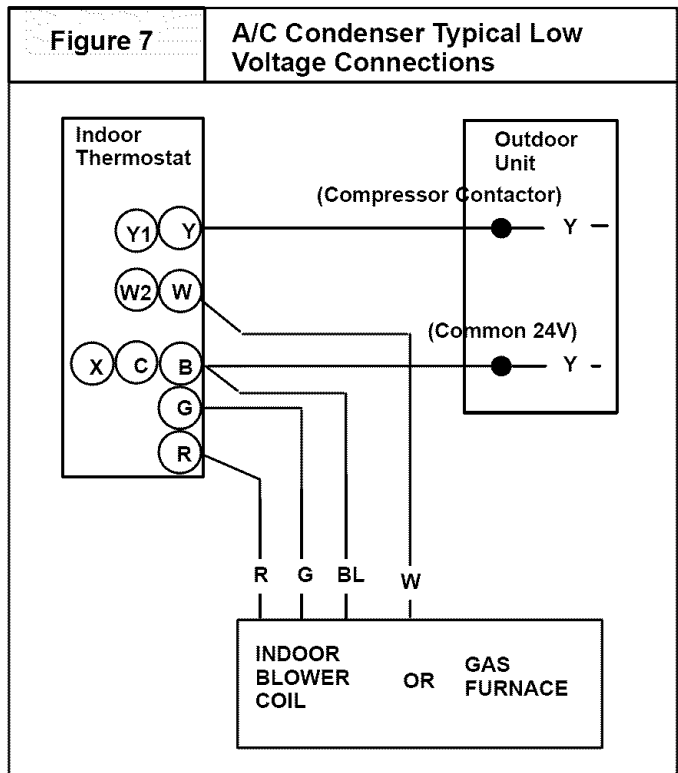 Figure 7
A/C Condenser Typical Low
Voltage Connections
Indoor
Thermostat
Outdoor
Unit
(Compressor Contactor)
Y1 Y
Y –
W2 W
(Common 24V)
X C B
Y –
G
R
R G BL W
INDOOR
BLOWER
COIL
OR
GAS
FURNACE